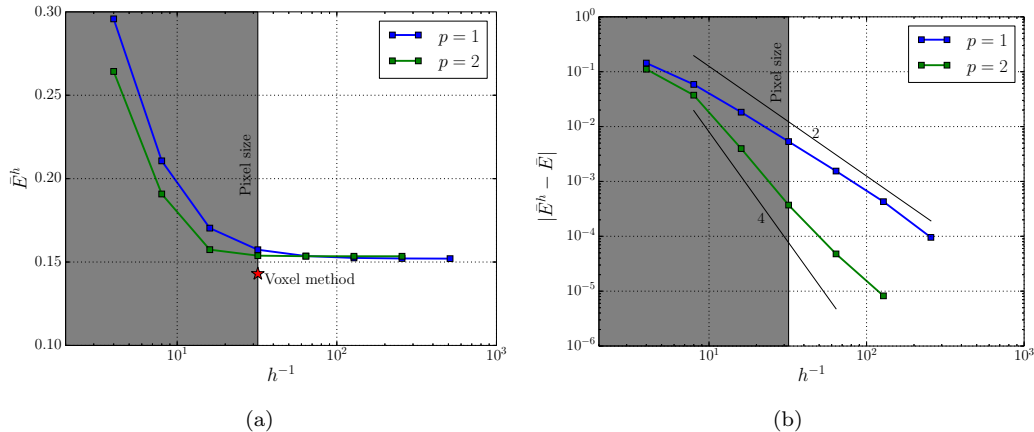 0.30
0.25
0.20
0.15
0.10
Ē^h
10^1
10^2
10^3
h^{-1}
Pixel size
Voxel method
p = 1
p = 2
(a)
10^0
10^{-1}
10^{-2}
10^{-3}
10^{-4}
10^{-5}
10^{-6}
|Ē^h − Ē|
10^1
10^2
10^3
h^{-1}
Pixel size
2
4
p = 1
p = 2
(b)